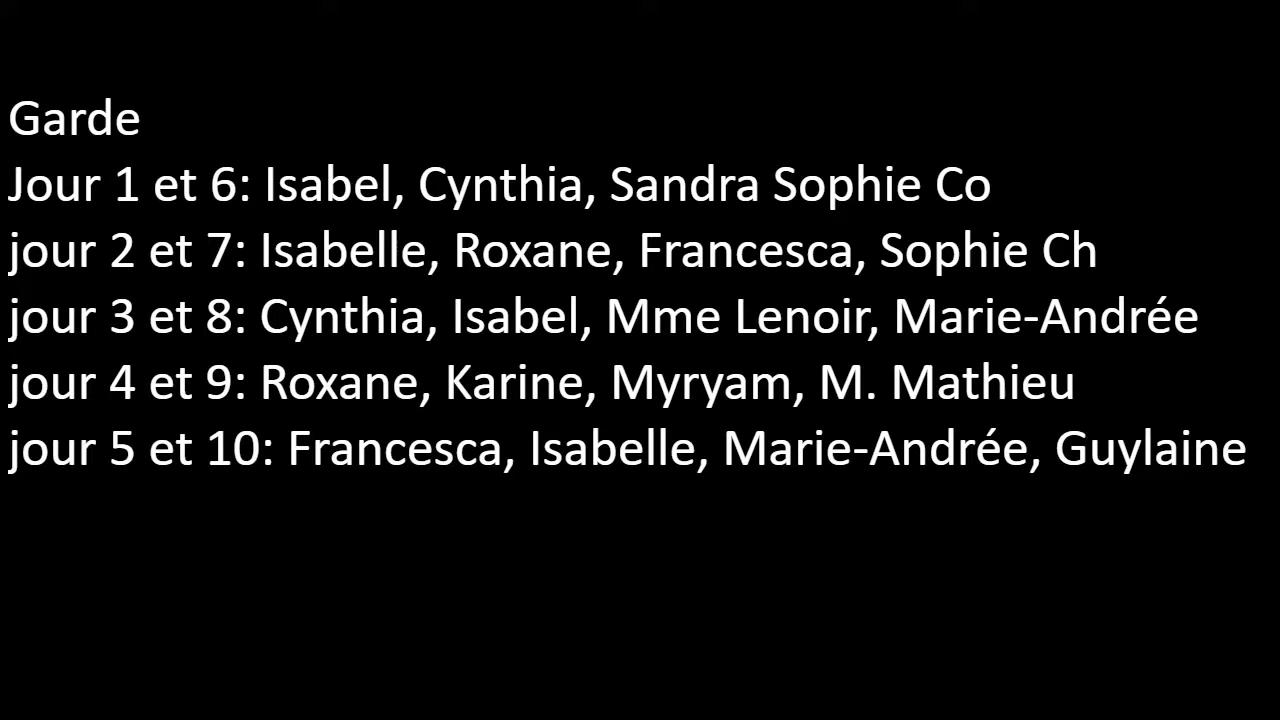 Garde
Jour 1 et 6: Isabel, Cynthia, Sandra Sophie Co
jour 2 et 7: Isabelle, Roxane, Francesca, Sophie Ch
jour 3 et 8: Cynthia, Isabel, Mme Lenoir, Marie-Andrée
jour 4 et 9: Roxane, Karine, Myryam, M. Mathieu
jour 5 et 10: Francesca, Isabelle, Marie-Andrée, Guylaine